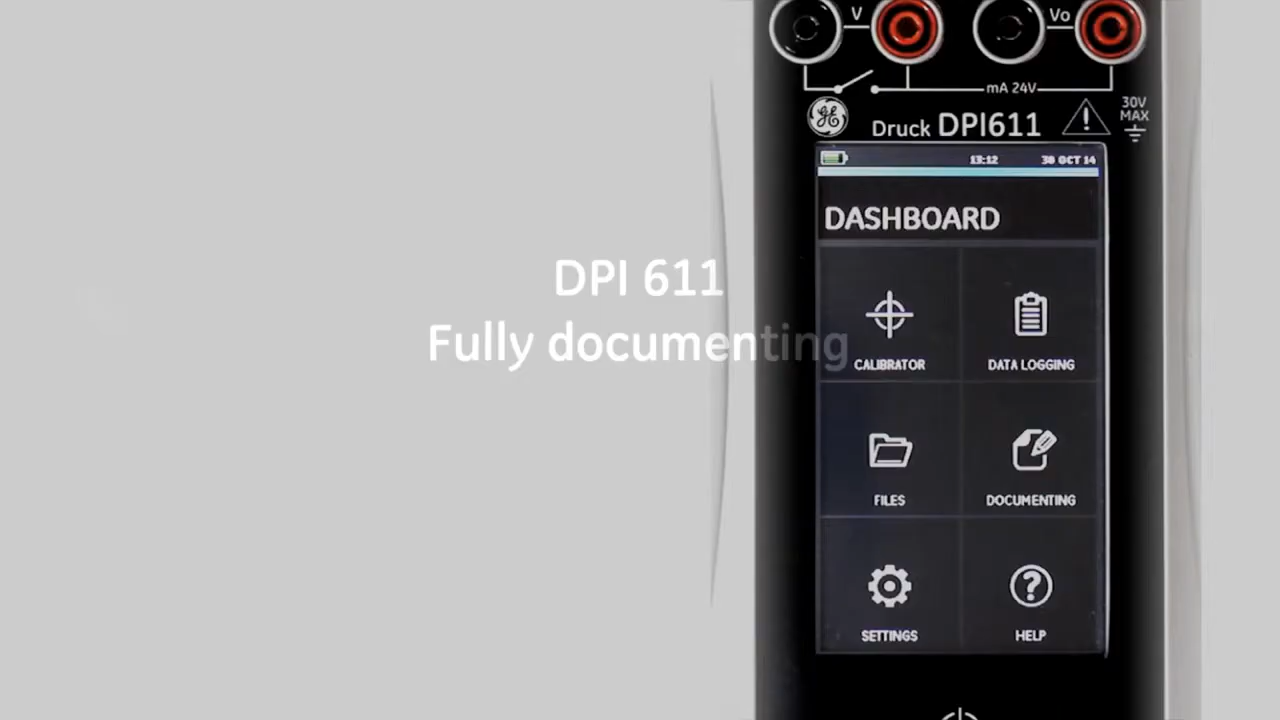 V
Vo
mA 24V
30V
MAX
Druck DPI611
13:12
30 OCT 14
DASHBOARD
DPI 611
Fully documenting
CALIBRATOR
DATA LOGGING
FILES
DOCUMENTING
SETTINGS
HELP